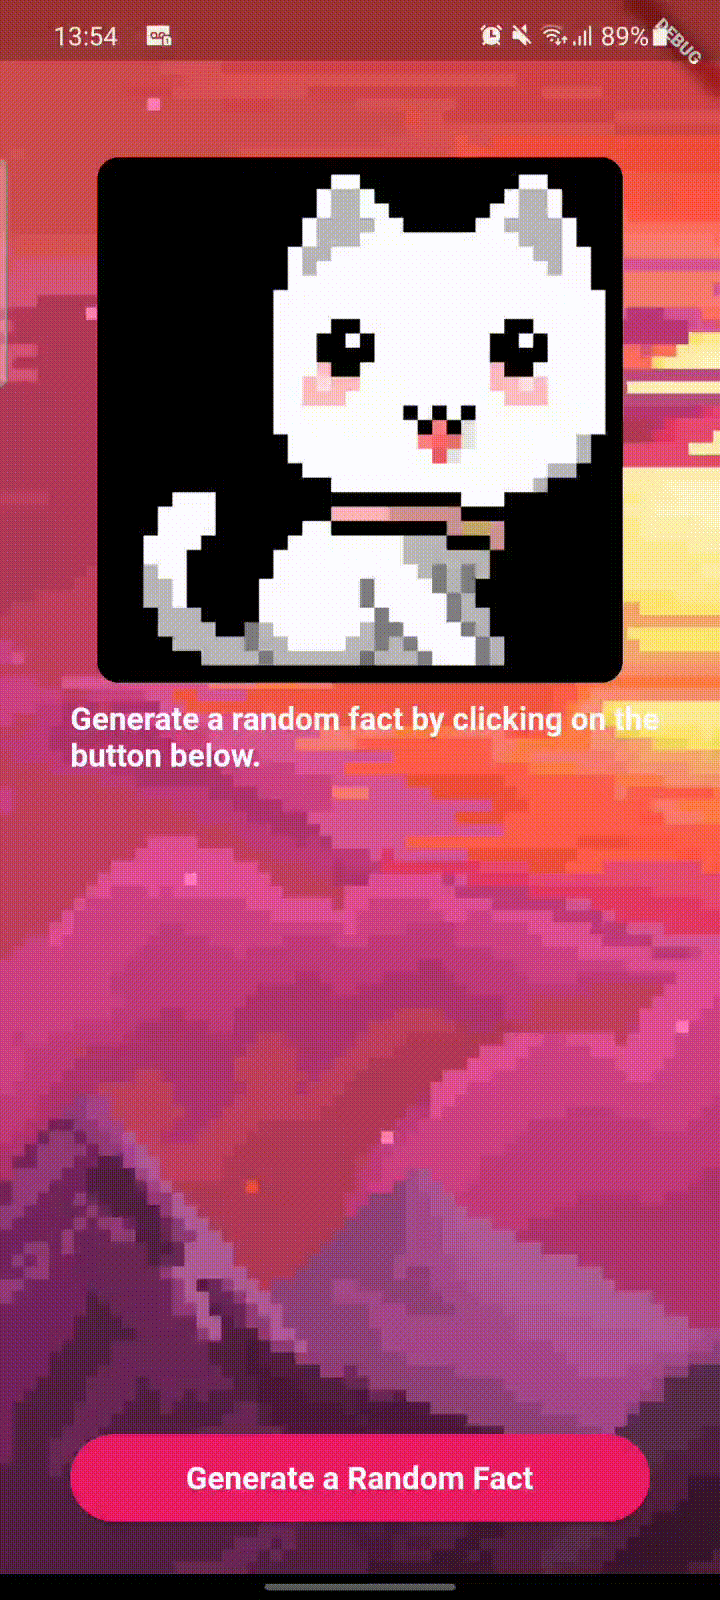 13:54
89%
DEBUG
Generate a random fact by clicking on the
button below.
Generate a Random Fact